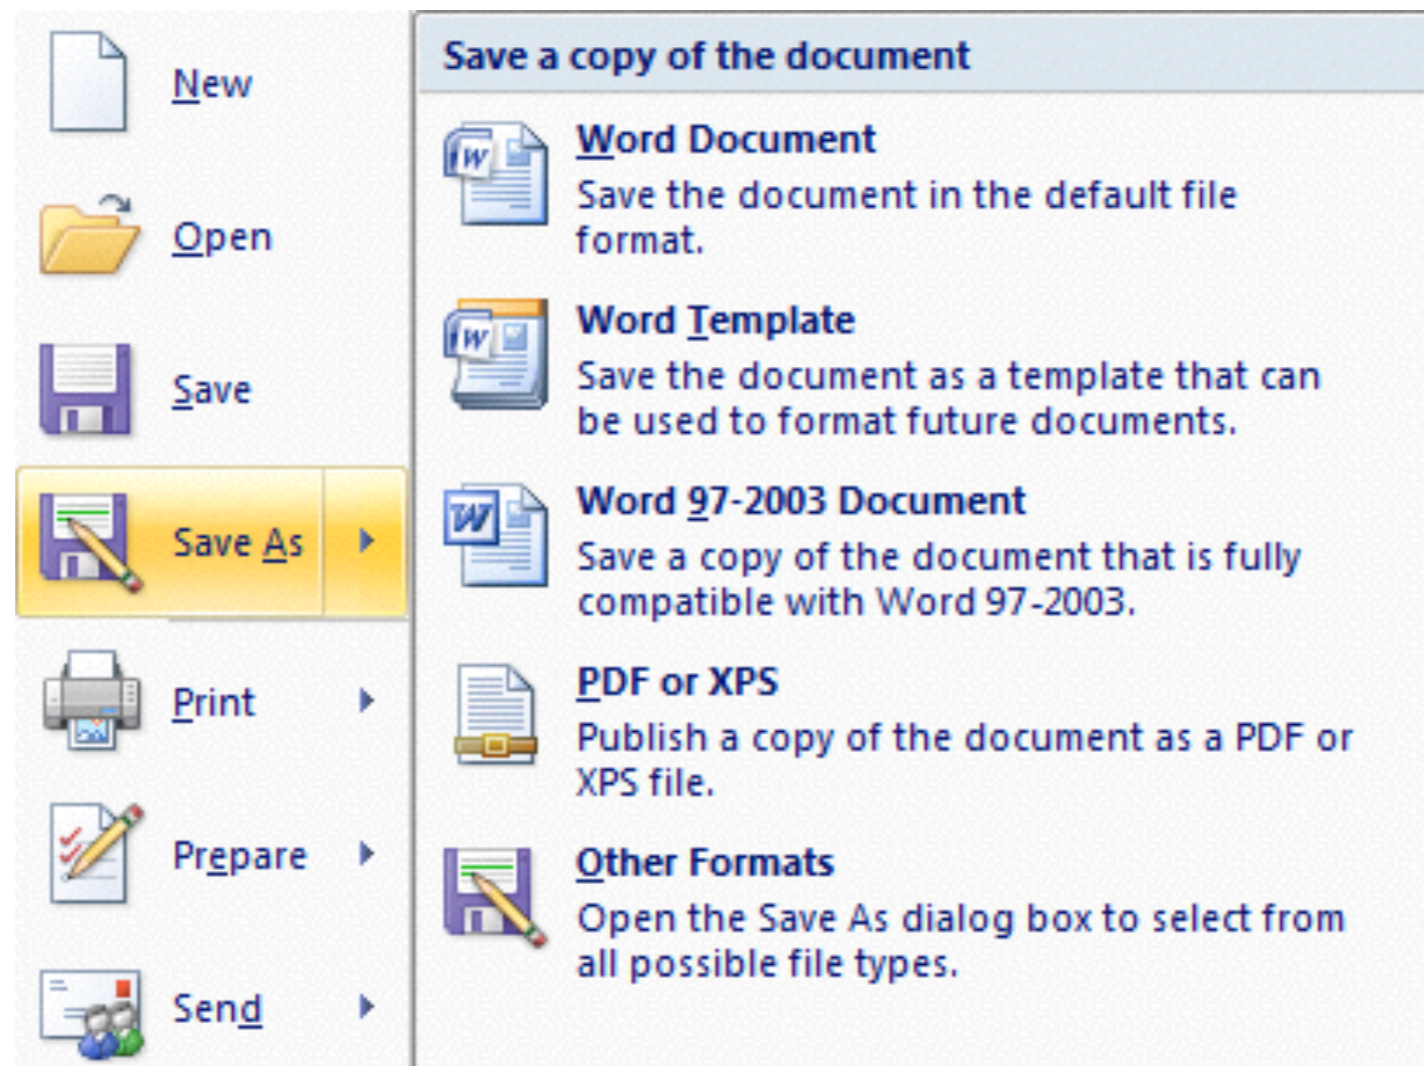 New
Open
Save
Save As
Print
Prepare
Send
Save a copy of the document
Word Document
Save the document in the default file
format.
Word Template
Save the document as a template that can
be used to format future documents.
Word 97-2003 Document
Save a copy of the document that is fully
compatible with Word 97-2003.
PDF or XPS
Publish a copy of the document as a PDF or
XPS file.
Other Formats
Open the Save As dialog box to select from
all possible file types.